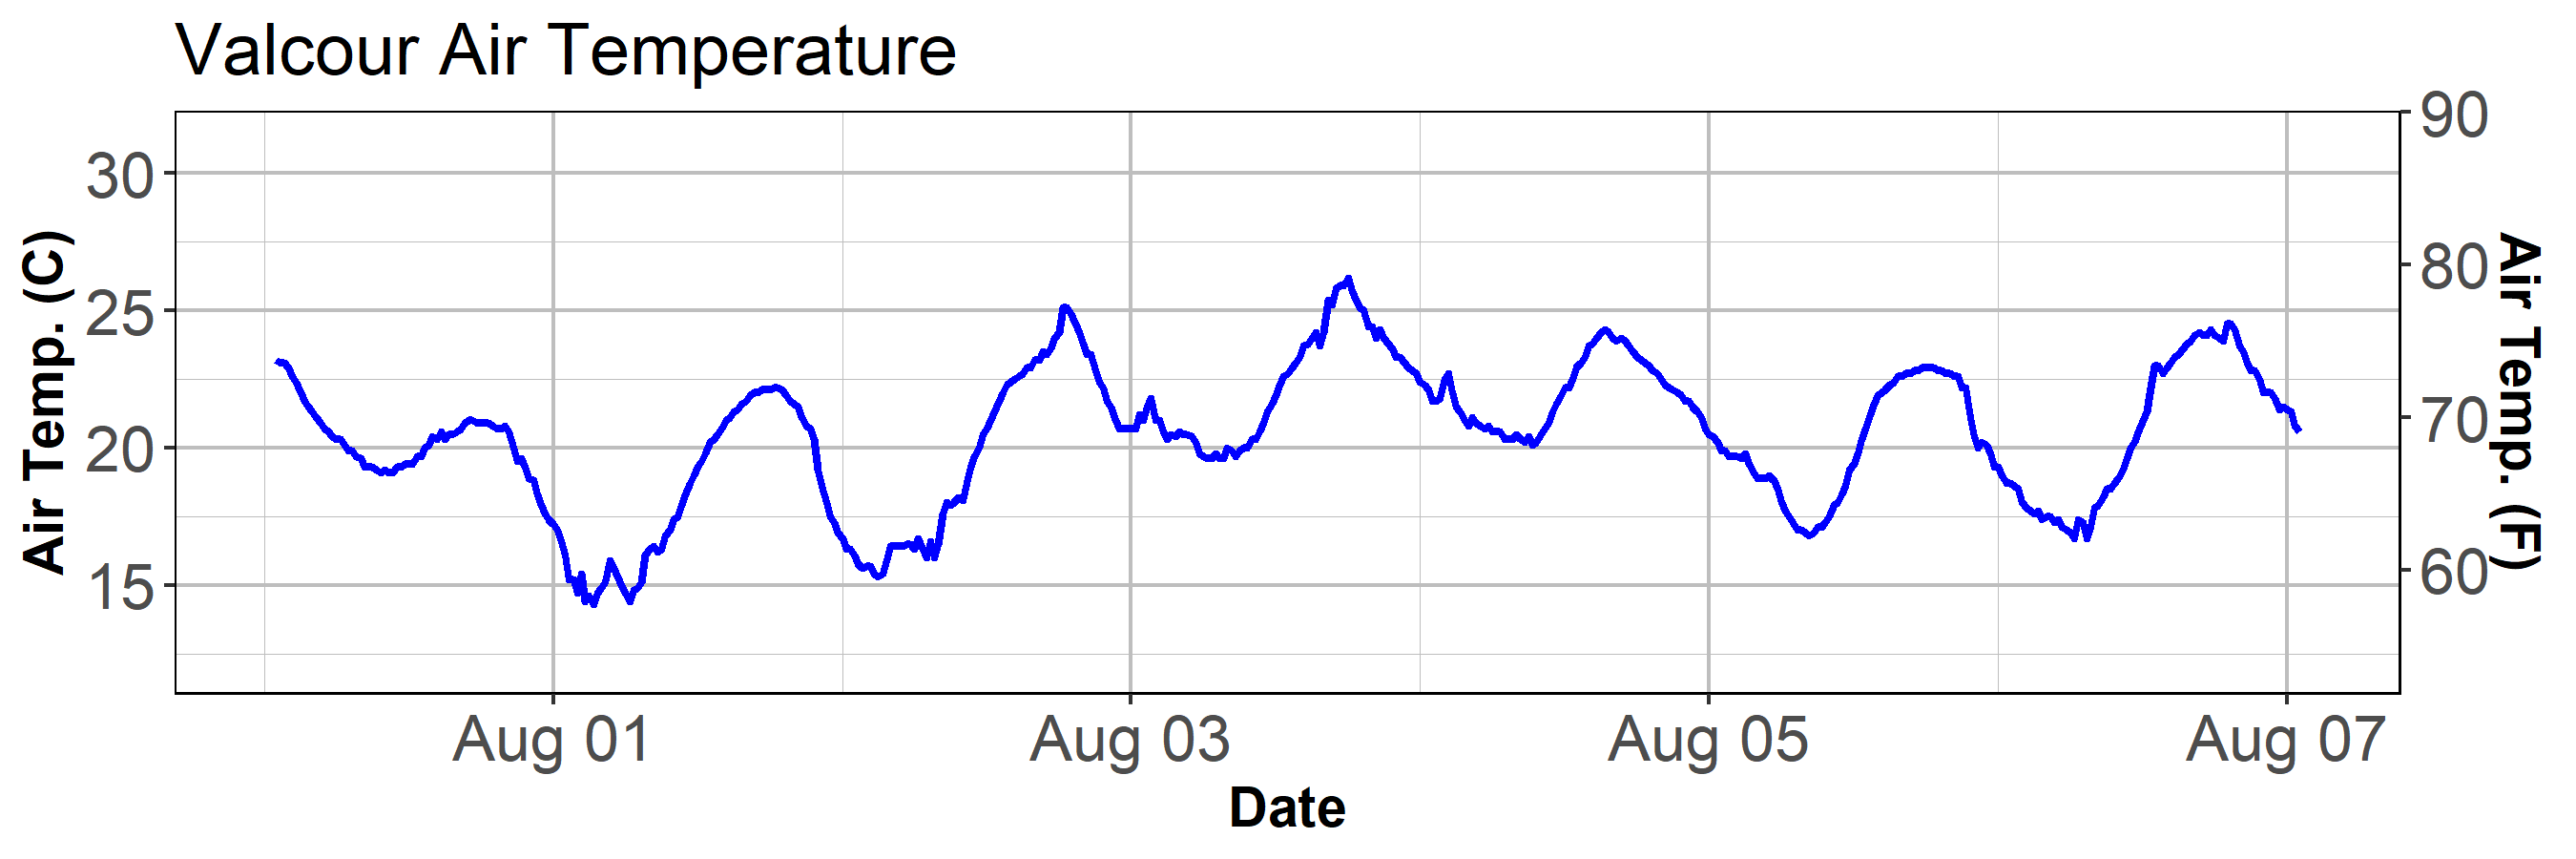 Valcour Air Temperature
Air Temp. (C)
30
25
20
15
90
80
70
60
Air Temp. (F)
Aug 01 Aug 03 Aug 05 Aug 07
Date